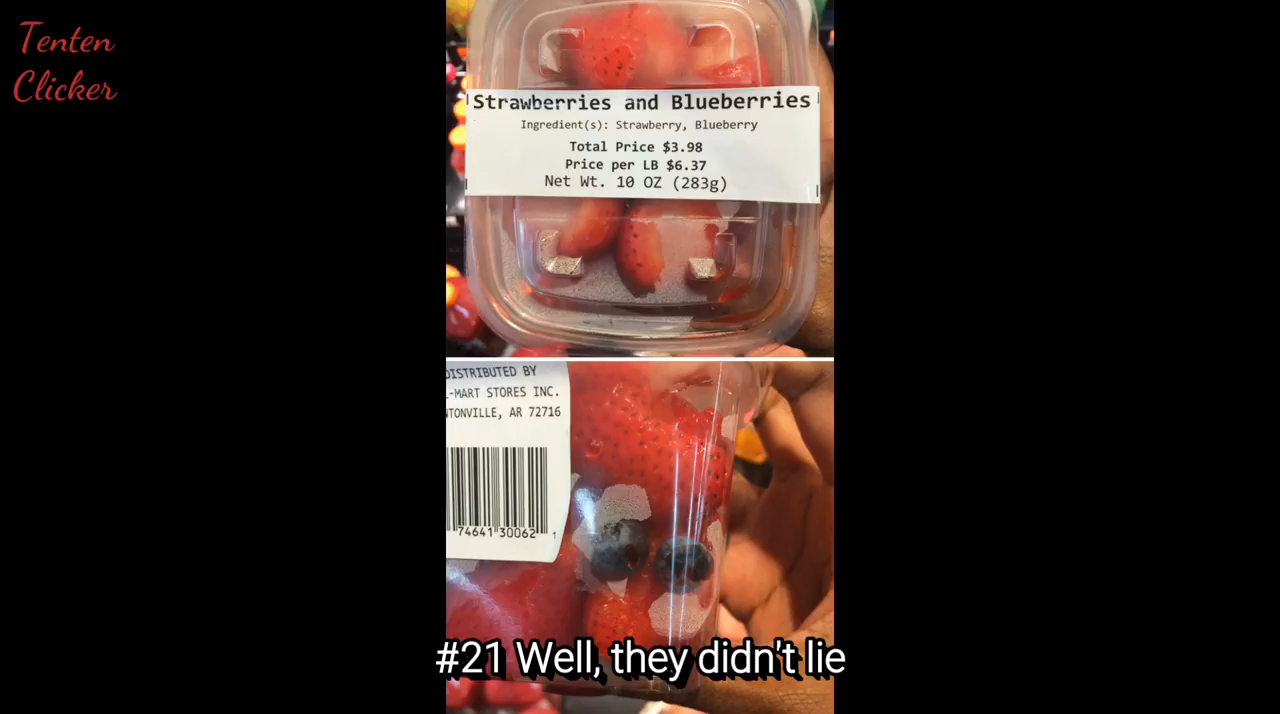 Tenten
Clicker
Strawberries and Blueberries
Ingredient(s): Strawberry, Blueberry
Total Price $3.98
Price per LB $6.37
Net Wt. 10 OZ (283g)
DISTRIBUTED BY
-MART STORES INC.
NTONVILLE, AR 72716
74641 30062 1
#21 Well, they didn't lie